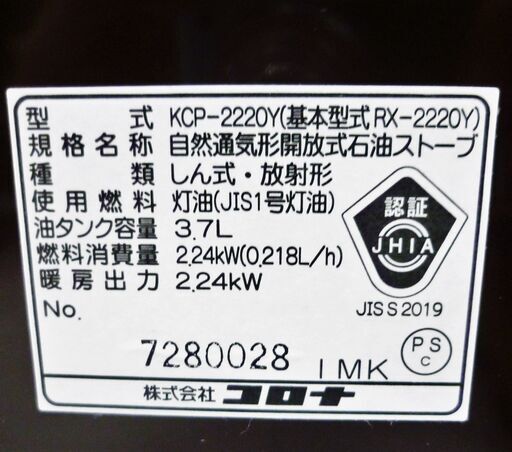 型式 KCP-2220Y(基本型式RX-2220Y)
規格名称 自然通気形開放式石油ストーブ
種類 しん式・放射形
使用燃料 灯油(JIS1号灯油)
油タンク容量 3.7L
燃料消費量 2.24kW(0.218L/h)
暖房出力 2.24kW
認証
JHIA
No.
JIS S 2019
7280028 1MK
PS C
株式会社コロナ